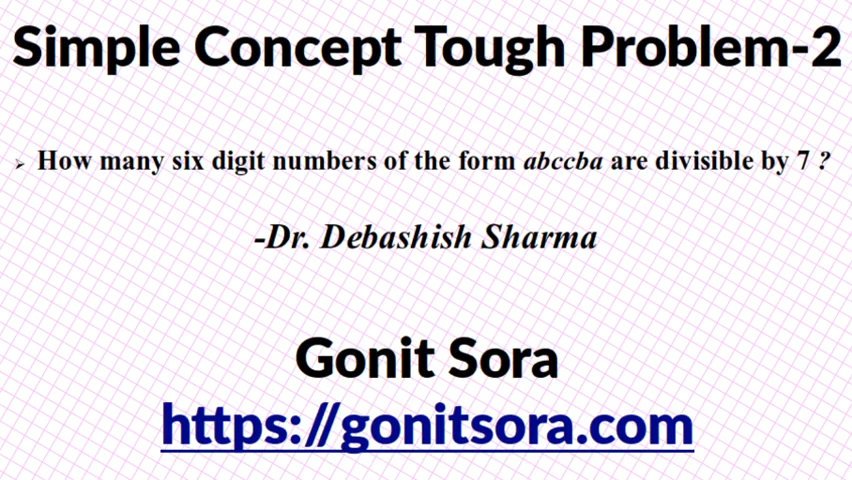 Simple Concept Tough Problem-2
➢ How many six digit numbers of the form abccba are divisible by 7 ?
-Dr. Debashish Sharma
Gonit Sora
https://gonitsora.com